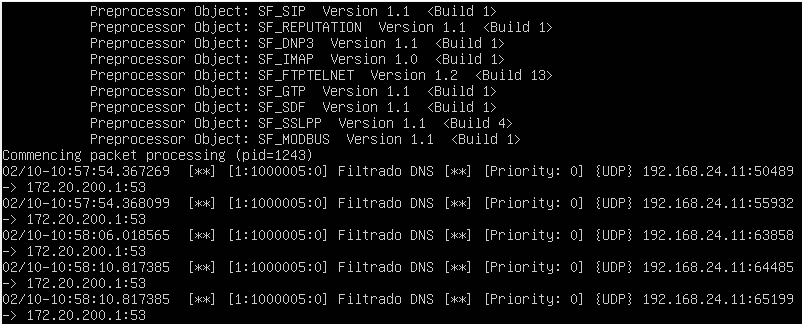 Preprocessor Object: SF_SIP  Version 1.1  <Build 1>
Preprocessor Object: SF_REPUTATION  Version 1.1  <Build 1>
Preprocessor Object: SF_DNP3  Version 1.1  <Build 1>
Preprocessor Object: SF_IMAP  Version 1.0  <Build 1>
Preprocessor Object: SF_FTPTELNET  Version 1.2  <Build 13>
Preprocessor Object: SF_GTP  Version 1.1  <Build 1>
Preprocessor Object: SF_SDF  Version 1.1  <Build 1>
Preprocessor Object: SF_SSLPP  Version 1.1  <Build 4>
Preprocessor Object: SF_MODBUS  Version 1.1  <Build 1>
Commencing packet processing (pid=1243)
02/10-10:57:54.367269  [**] [1:1000005:0] Filtrado DNS [**] [Priority: 0] {UDP} 192.168.24.11:50489
-> 172.20.200.1:53
02/10-10:57:54.368099  [**] [1:1000005:0] Filtrado DNS [**] [Priority: 0] {UDP} 192.168.24.11:55932
-> 172.20.200.1:53
02/10-10:58:06.018565  [**] [1:1000005:0] Filtrado DNS [**] [Priority: 0] {UDP} 192.168.24.11:63858
-> 172.20.200.1:53
02/10-10:58:10.817385  [**] [1:1000005:0] Filtrado DNS [**] [Priority: 0] {UDP} 192.168.24.11:64485
-> 172.20.200.1:53
02/10-10:58:10.817385  [**] [1:1000005:0] Filtrado DNS [**] [Priority: 0] {UDP} 192.168.24.11:65199
-> 172.20.200.1:53